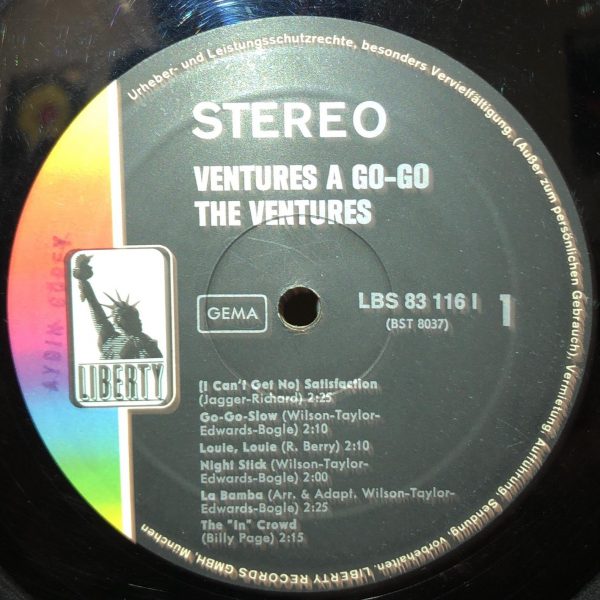 Urheber- und Leistungsschutzrechte, besonders Vervielfältigung, (Außer zum persönlichen Gebrauch), Vermietung, Aufführung, Sendung, vorbehalten. LIBERTY RECORDS GMBH, München
STEREO
VENTURES A GO-GO
THE VENTURES
GEMA
LBS 83 116 I
1
(BST 8037)
LIBERTY
(I Can't Get No) Satisfaction
(Jagger-Richard) 2:25
Go-Go-Slow (Wilson-Taylor-
Edwards-Bogle) 2:10
Louie, Louie (R. Berry) 2:10
Night Stick (Wilson-Taylor-
Edwards-Bogle) 2:00
La Bamba (Arr. & Adapt. Wilson-Taylor-
Edwards-Bogle) 2:25
The "In" Crowd
(Billy Page) 2:15